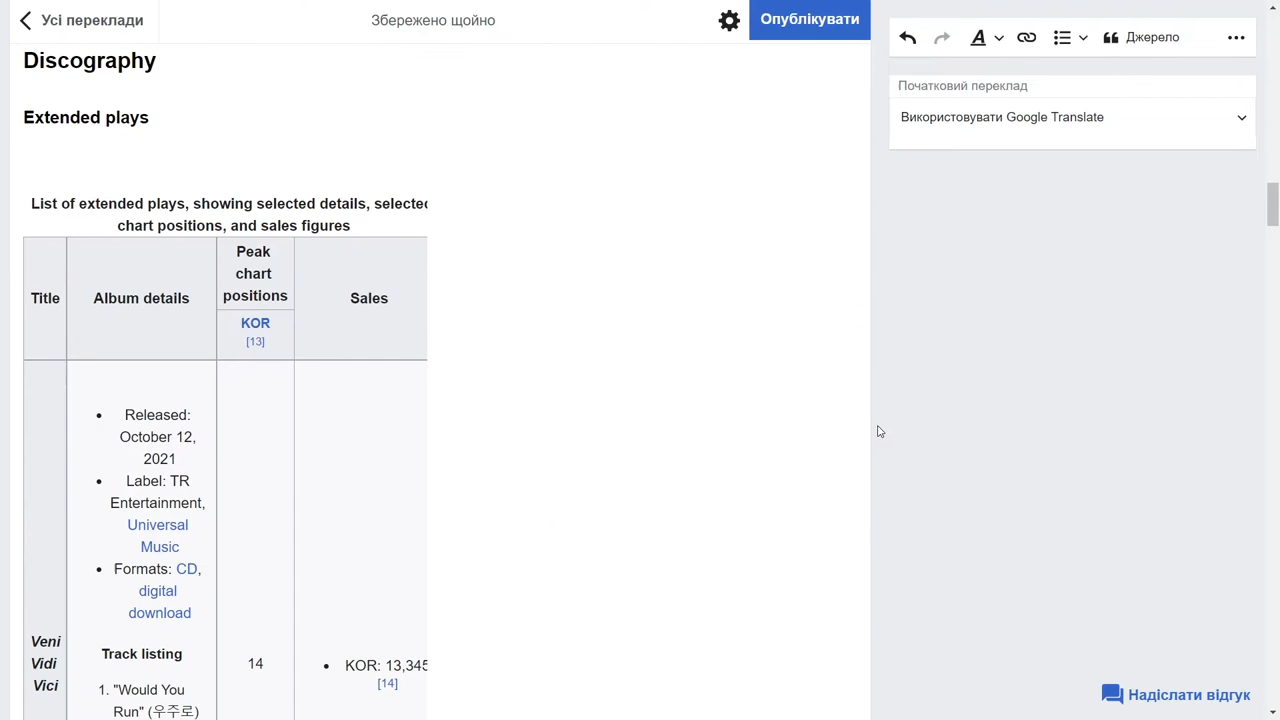 Усі переклади
Збережено щойно
Опублікувати
Джерело
Початковий переклад
Використовувати Google Translate
Discography
Extended plays
List of extended plays, showing selected details, selected
chart positions, and sales figures
Title
Album details
Peak
chart
positions
KOR
[13]
Sales
Veni
Vidi
Vici
Released:
October 12,
2021
Label: TR
Entertainment,
Universal
Music
Formats: CD,
digital
download
Track listing
1. "Would You
Run" (우주로)
14
KOR: 13,345
[14]
Надіслати відгук